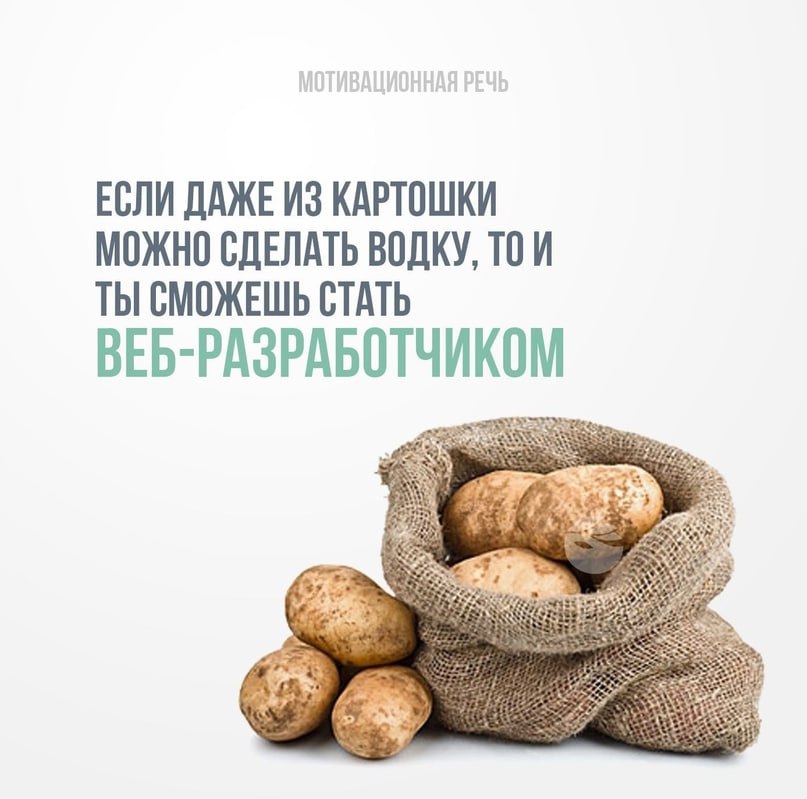 МОТИВАЦИОННАЯ РЕЧЬ
ЕСЛИ ДАЖЕ ИЗ КАРТОШКИ
МОЖНО СДЕЛАТЬ ВОДКУ, ТО И
ТЫ СМОЖЕШЬ СТАТЬ
ВЕБ-РАЗРАБОТЧИКОМ